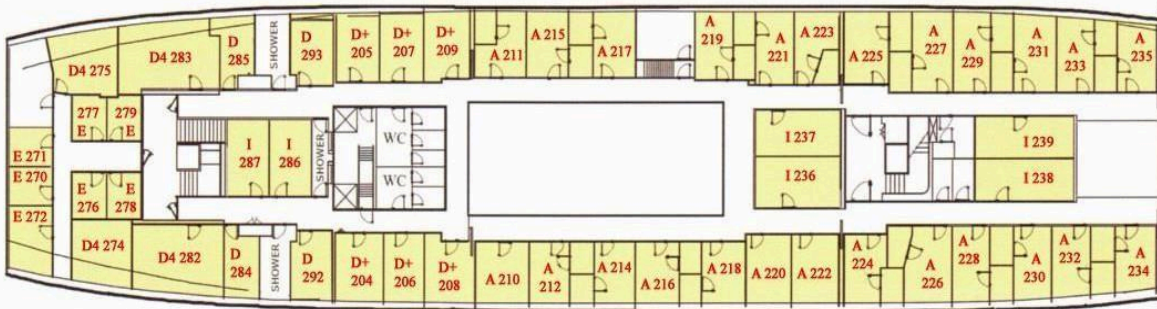 D4 275
D4 283
D
285
SHOWER
D
293
D+
205
D+
207
D+
209
A
211
A
215
A
217
A
219
A
221
A
223
A
225
A
227
A
229
A
231
A
233
A
235
277
E
279
E
E 271
E 270
E 272
E
276
E
278
I
287
I
286
SHOWER
WC
WC
I 237
I 236
I 239
I 238
D4 274
D4 282
D
284
SHOWER
D
292
D+
204
D+
206
D+
208
A 210
A
212
A 214
A 216
A 218
A 220
A 222
A
224
A
226
A
228
A
230
A
232
A
234